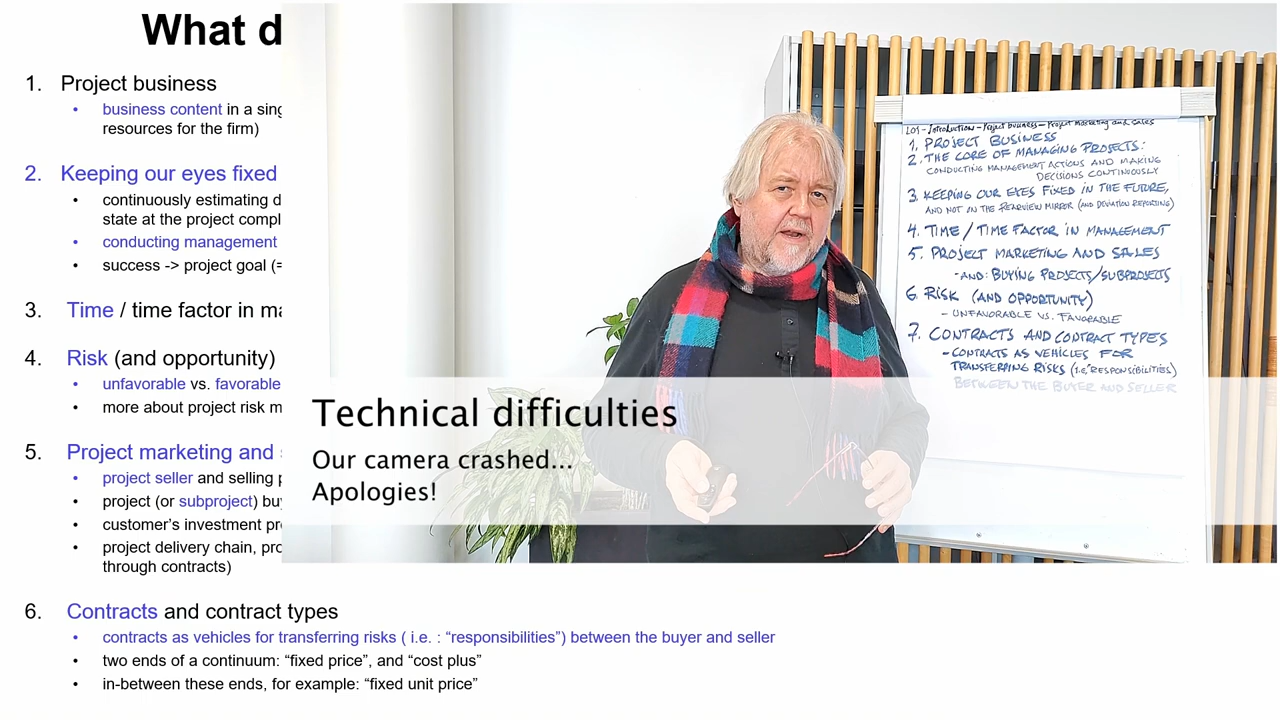 What d
1. Project business
• business content in a sing
resources for the firm)
2. Keeping our eyes fixed
• continuously estimating d
state at the project compl
• conducting management
• success -> project goal (=
3. Time / time factor in ma
4. Risk (and opportunity)
• unfavorable vs. favorable
• more about project risk m
5. Project marketing and s
• project seller and selling p
• project (or subproject) buy
• customer's investment pro
• project delivery chain, pro
through contracts)
6. Contracts and contract types
• contracts as vehicles for transferring risks ( i.e. : “responsibilities”) between the buyer and seller
• two ends of a continuum: “fixed price”, and “cost plus”
• in-between these ends, for example: “fixed unit price”
L01 - Introduction - Project Business - Project Marketing and Sales
1. PROJECT BUSINESS
2. THE CORE OF MANAGING PROJECTS:
CONDUCTING MANAGEMENT ACTIONS AND MAKING
DECISIONS CONTINUOUSLY
3. KEEPING OUR EYES FIXED IN THE FUTURE,
AND NOT ON THE REARVIEW MIRROR (AND DEVIATION REPORTING)
4. TIME / TIME FACTOR IN MANAGEMENT
5. PROJECT MARKETING AND SALES
- AND: BUYING PROJECTS/SUBPROJECTS
6. RISK (AND OPPORTUNITY)
- UNFAVORABLE VS. FAVORABLE
7. CONTRACTS AND CONTRACT TYPES
- CONTRACTS AS VEHICLES FOR
TRANSFERRING RISKS (I.E. "RESPONSIBILITIES)
BETWEEN THE BUYER AND SELLER
Technical difficulties
Our camera crashed...
Apologies!